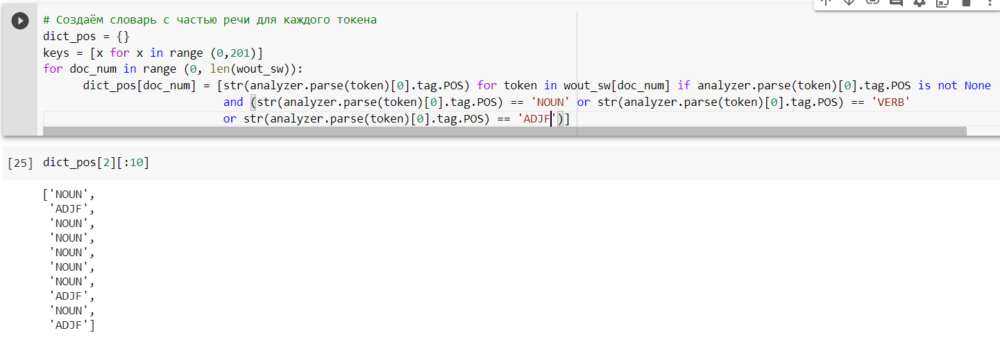 # Создаём словарь с частью речи для каждого токена
dict_pos = {}
keys = [x for x in range (0,201)]
for doc_num in range (0, len(wout_sw)):
      dict_pos[doc_num] = [str(analyzer.parse(token)[0].tag.POS) for token in wout_sw[doc_num] if analyzer.parse(token)[0].tag.POS is not None
                           and (str(analyzer.parse(token)[0].tag.POS) == 'NOUN' or str(analyzer.parse(token)[0].tag.POS) == 'VERB'
                           or str(analyzer.parse(token)[0].tag.POS) == 'ADJF')]
[25] dict_pos[2][:10]
['NOUN',
 'ADJF',
 'NOUN',
 'NOUN',
 'NOUN',
 'NOUN',
 'NOUN',
 'ADJF',
 'NOUN',
 'ADJF']